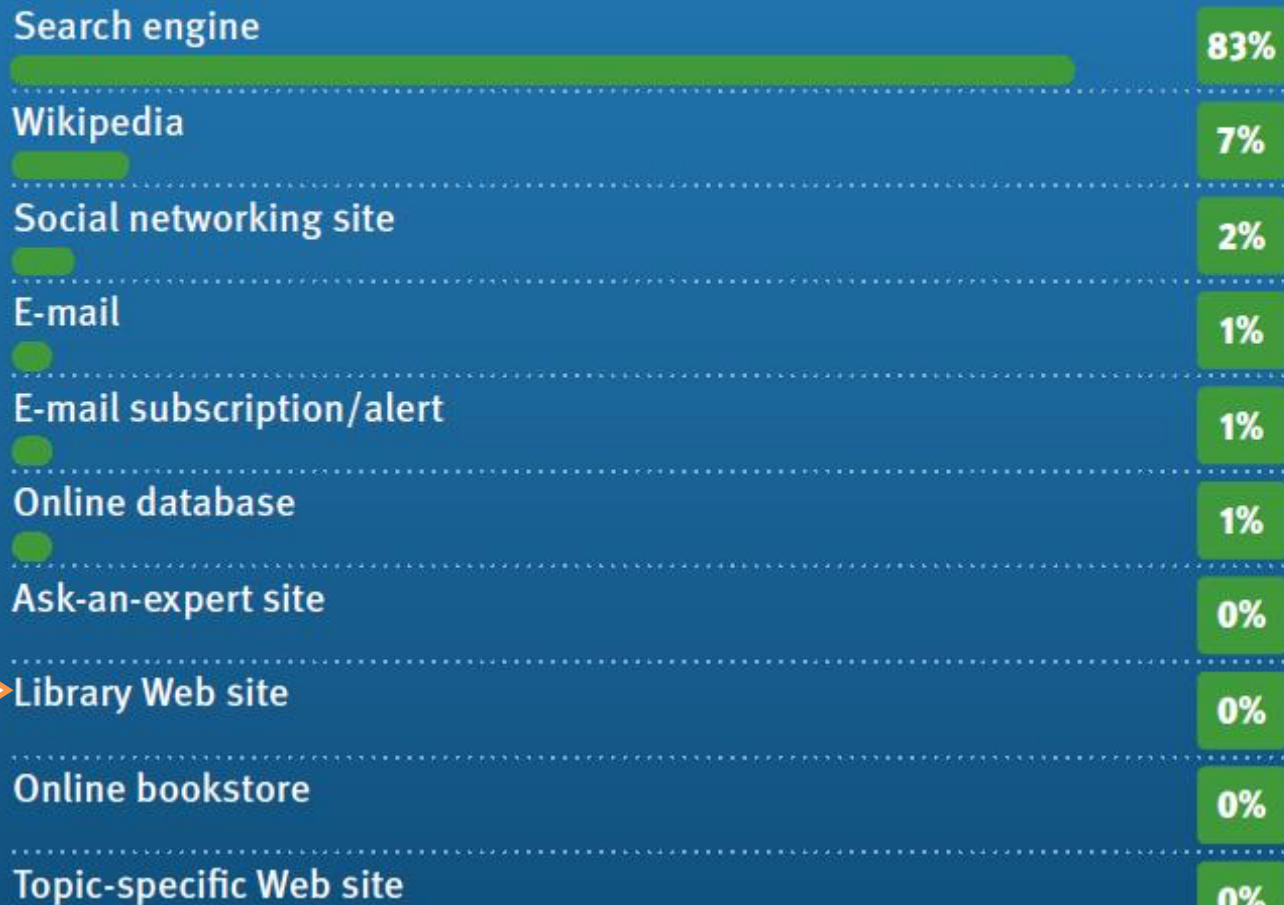 Search engine 83%
Wikipedia 7%
Social networking site 2%
E-mail 1%
E-mail subscription/alert 1%
Online database 1%
Ask-an-expert site 0%
Library Web site 0%
Online bookstore 0%
Topic-specific Web site 0%